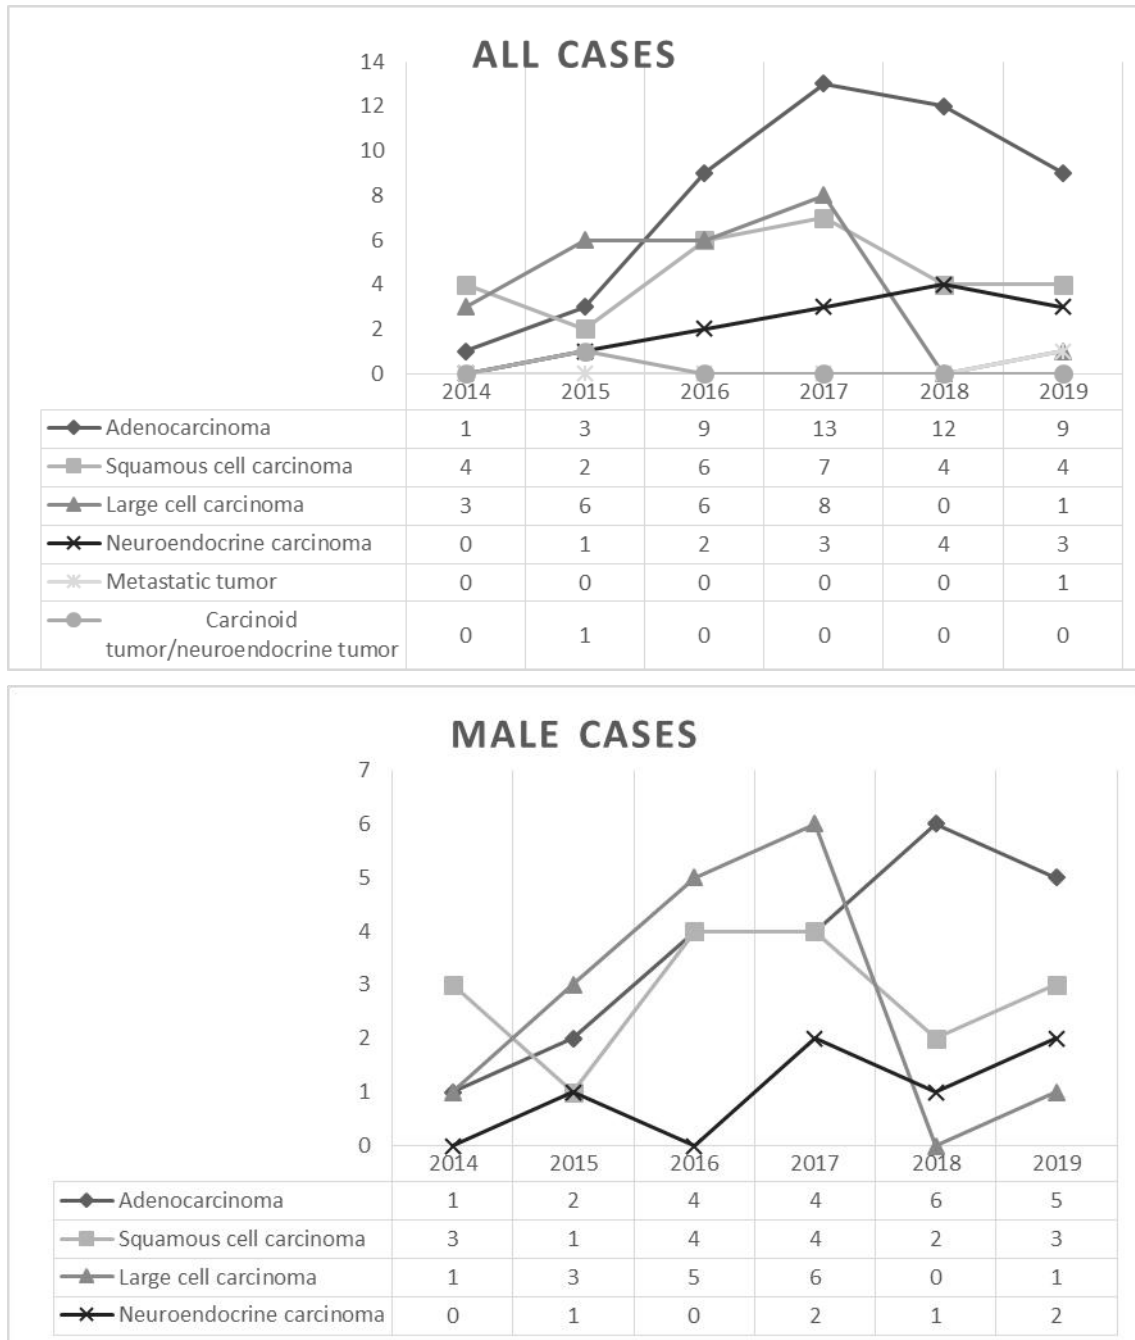 ALL CASES
14
12
10
8
6
4
2
0
2014 2015 2016 2017 2018 2019
Adenocarcinoma 1 3 9 13 12 9
Squamous cell carcinoma 4 2 6 7 4 4
Large cell carcinoma 3 6 6 8 0 1
Neuroendocrine carcinoma 0 1 2 3 4 3
Metastatic tumor 0 0 0 0 0 1
Carcinoid
tumor/neuroendocrine tumor 0 1 0 0 0 0
MALE CASES
7
6
5
4
3
2
1
0
2014 2015 2016 2017 2018 2019
Adenocarcinoma 1 2 4 4 6 5
Squamous cell carcinoma 3 1 4 4 2 3
Large cell carcinoma 1 3 5 6 0 1
Neuroendocrine carcinoma 0 1 0 2 1 2